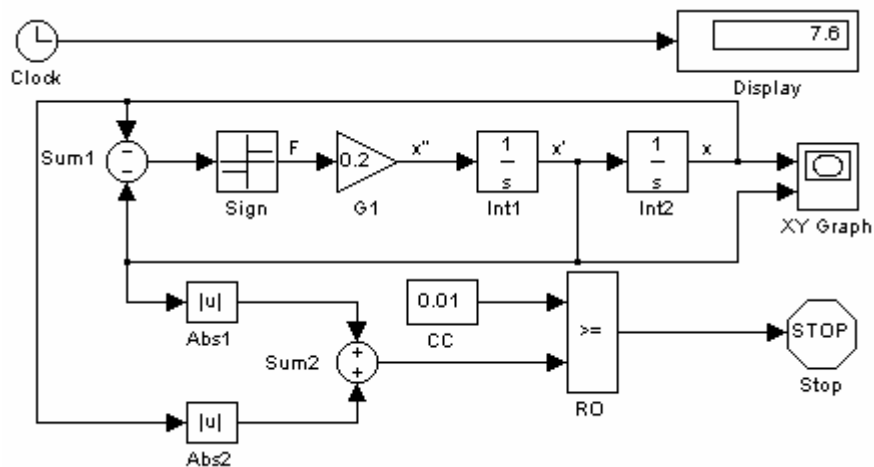 7.6
Clock
Display
Sum1
−
−
Sign
F
0.2
G1
x''
1
s
Int1
x'
1
s
Int2
x
XY Graph
|u|
Abs1
0.01
CC
>=
RO
STOP
Stop
Sum2
+
+
|u|
Abs2